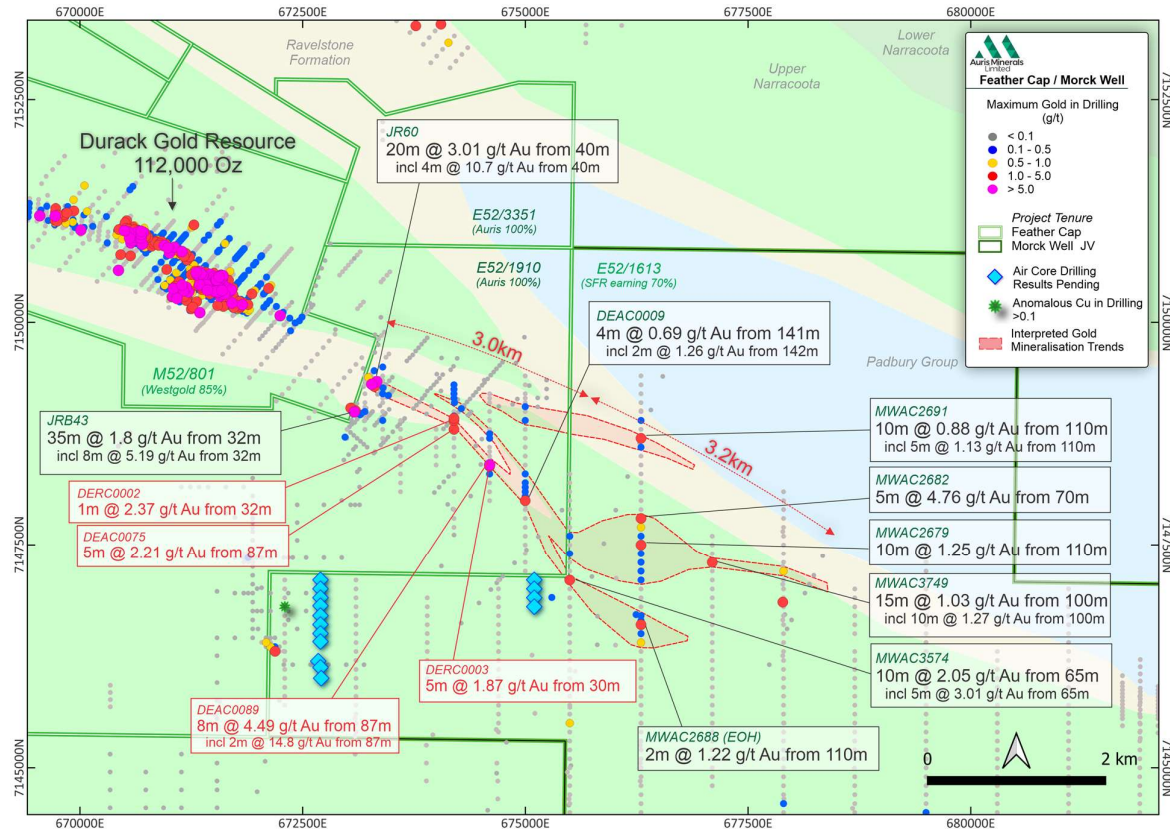 670000E 672500E 675000E 677500E 680000E
7152500N
7150000N
7147500N
7145000N
Ravelstone
Formation
Lower
Narracoota
Upper
Narracoota
Durack Gold Resource
112,000 Oz
JR60
20m @ 3.01 g/t Au from 40m
incl 4m @ 10.7 g/t Au from 40m
E52/3351
(Auris 100%)
E52/1910
(Auris 100%)
E52/1613
(SFR earning 70%)
DEAC0009
4m @ 0.69 g/t Au from 141m
incl 2m @ 1.26 g/t Au from 142m
3.0km
3.2km
Padbury Group
M52/801
(Westgold 85%)
JRB43
35m @ 1.8 g/t Au from 32m
incl 8m @ 5.19 g/t Au from 32m
DERC0002
1m @ 2.37 g/t Au from 32m
DEAC0075
5m @ 2.21 g/t Au from 87m
DEAC0089
8m @ 4.49 g/t Au from 87m
incl 2m @ 14.8 g/t Au from 87m
DERC0003
5m @ 1.87 g/t Au from 30m
MWAC2691
10m @ 0.88 g/t Au from 110m
incl 5m @ 1.13 g/t Au from 110m
MWAC2682
5m @ 4.76 g/t Au from 70m
MWAC2679
10m @ 1.25 g/t Au from 110m
MWAC3749
15m @ 1.03 g/t Au from 100m
incl 10m @ 1.27 g/t Au from 100m
MWAC3574
10m @ 2.05 g/t Au from 65m
incl 5m @ 3.01 g/t Au from 65m
MWAC2688 (EOH)
2m @ 1.22 g/t Au from 110m
Auris Minerals
Limited
Feather Cap / Morck Well
Maximum Gold in Drilling
(g/t)
< 0.1
0.1 - 0.5
0.5 - 1.0
1.0 - 5.0
> 5.0
Project Tenure
Feather Cap
Morck Well JV
Air Core Drilling
Results Pending
Anomalous Cu in Drilling
>0.1
Interpreted Gold
Mineralisation Trends
0 2 km
7152500N
7150000N
7147500N
7145000N
670000E 672500E 675000E 677500E 680000E